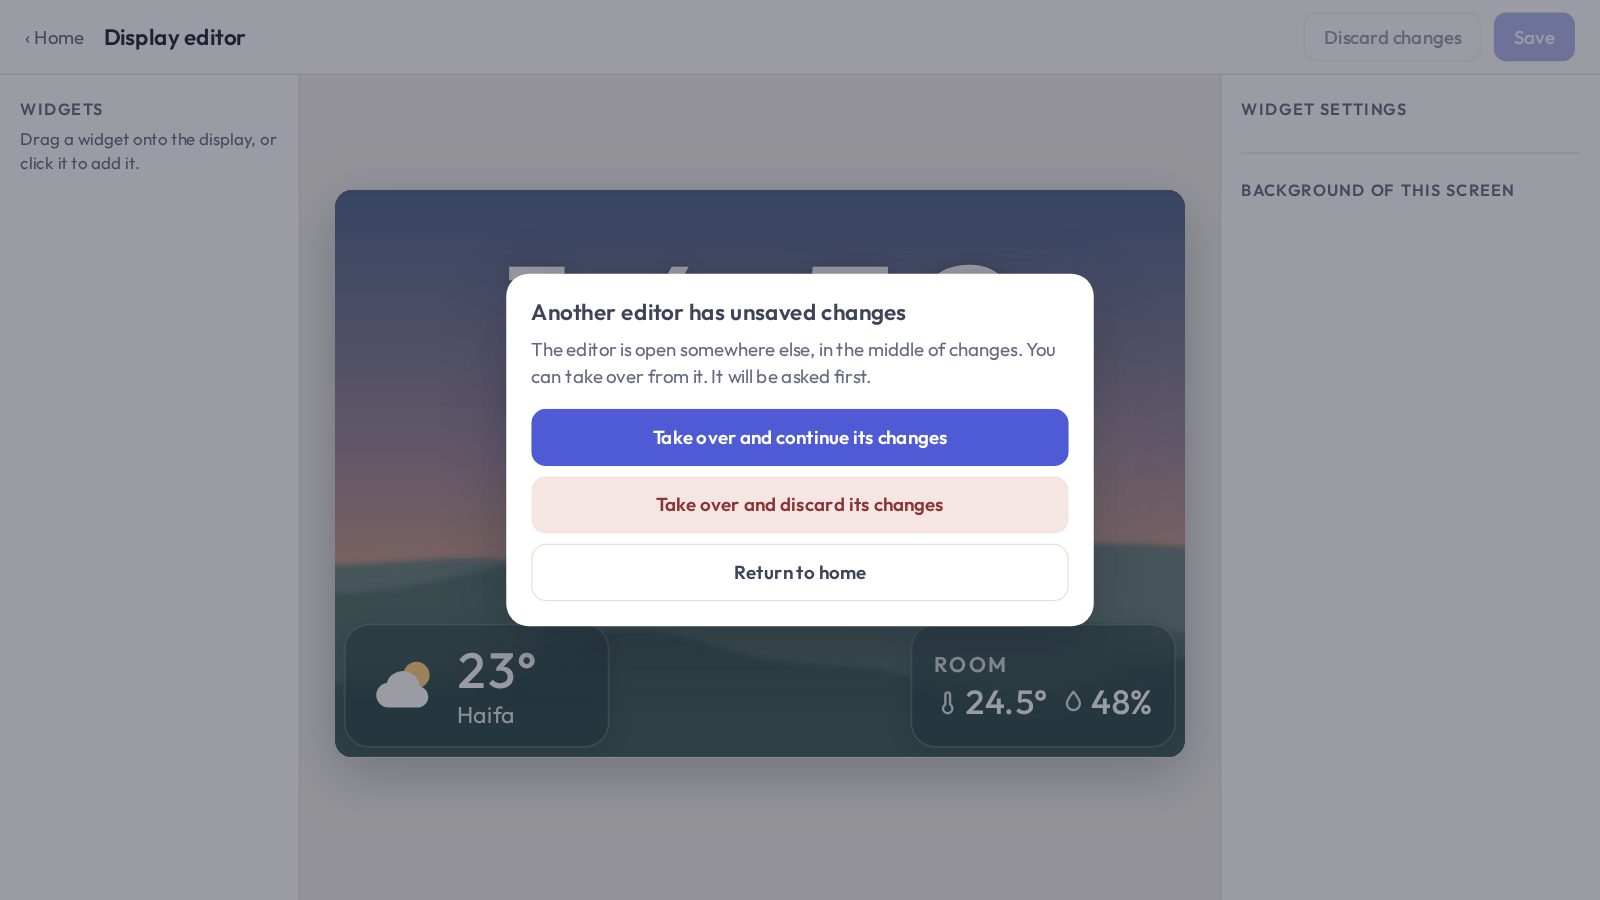 ‹ Home
Display editor
Discard changes
Save
WIDGETS
Drag a widget onto the display, or
click it to add it.
Another editor has unsaved changes
The editor is open somewhere else, in the middle of changes. You
can take over from it. It will be asked first.
Take over and continue its changes
Take over and discard its changes
Return to home
23°
Haifa
ROOM
24.5° 48%
WIDGET SETTINGS
BACKGROUND OF THIS SCREEN